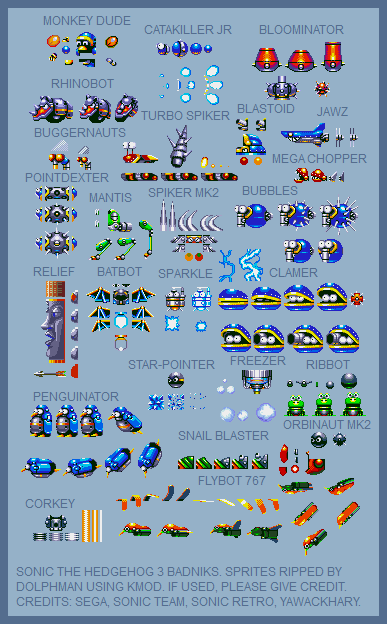 MONKEY DUDE
CATAKILLER JR
BLOOMINATOR
RHINOBOT
TURBO SPIKER
BLASTOID
JAWZ
BUGGERNAUTS
MEGA CHOPPER
POINTDEXTER
MANTIS
SPIKER MK2
BUBBLES
RELIEF
BATBOT
SPARKLE
CLAMER
STAR-POINTER
FREEZER
RIBBOT
PENGUINATOR
ORBINAUT MK2
SNAIL BLASTER
FLYBOT 767
CORKEY
SONIC THE HEDGEHOG 3 BADNIKS. SPRITES RIPPED BY
DOLPHMAN USING KMOD. IF USED, PLEASE GIVE CREDIT.
CREDITS: SEGA, SONIC TEAM, SONIC RETRO, YAWACKHARY.